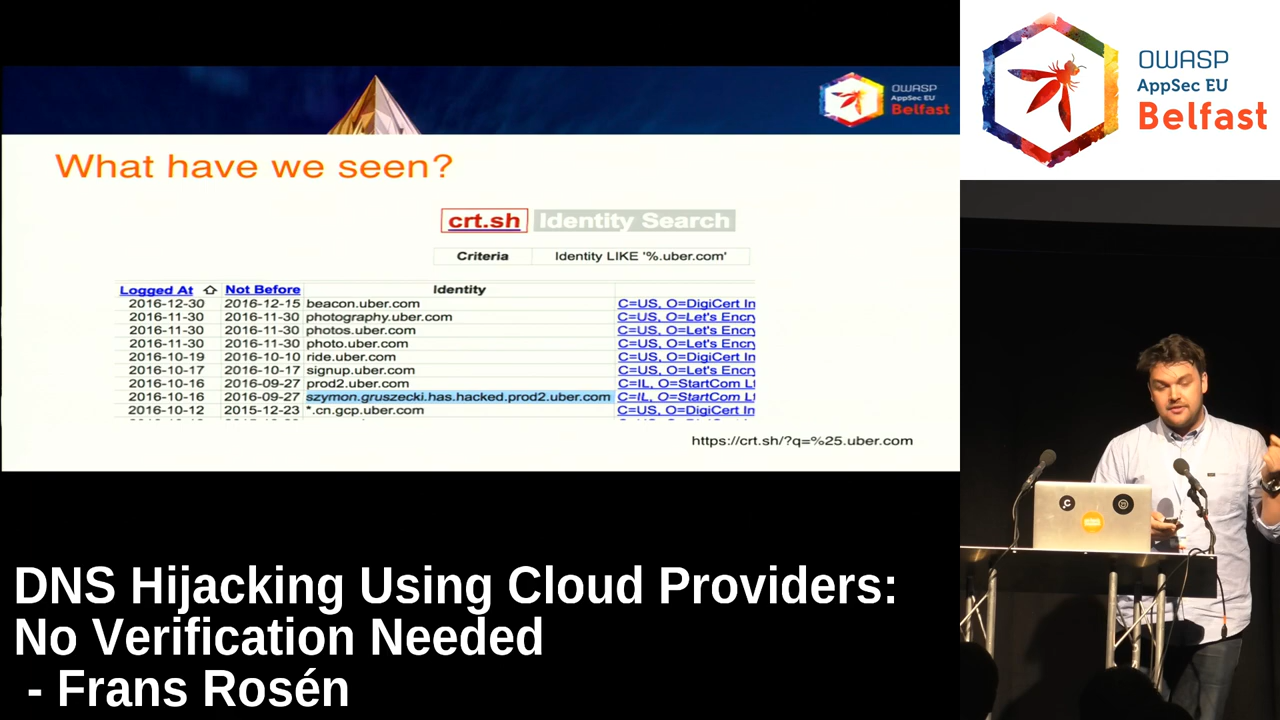 OWASP
AppSec EU
Belfast
OWASP
AppSec EU
Belfast
What have we seen?
crt.sh Identity Search
Criteria Identity LIKE '%.uber.com'
Logged At Not Before Identity
2016-12-30 2016-12-15 beacon.uber.com C=US, O=DigiCert In
2016-11-30 2016-11-30 photography.uber.com C=US, O=Let's Encry
2016-11-30 2016-11-30 photos.uber.com C=US, O=Let's Encry
2016-11-30 2016-11-30 photo.uber.com C=US, O=Let's Encry
2016-10-19 2016-10-10 ride.uber.com C=US, O=DigiCert In
2016-10-17 2016-10-17 signup.uber.com C=US, O=Let's Encry
2016-10-16 2016-09-27 prod2.uber.com C=IL, O=StartCom Lt
2016-10-16 2016-09-27 szymon.gruszecki.has.hacked.prod2.uber.com C=IL, O=StartCom Lt
2016-10-12 2015-12-23 *.cn.gcp.uber.com C=US, O=DigiCert In
https://crt.sh/?q=%25.uber.com
DNS Hijacking Using Cloud Providers:
No Verification Needed
- Frans Rosén